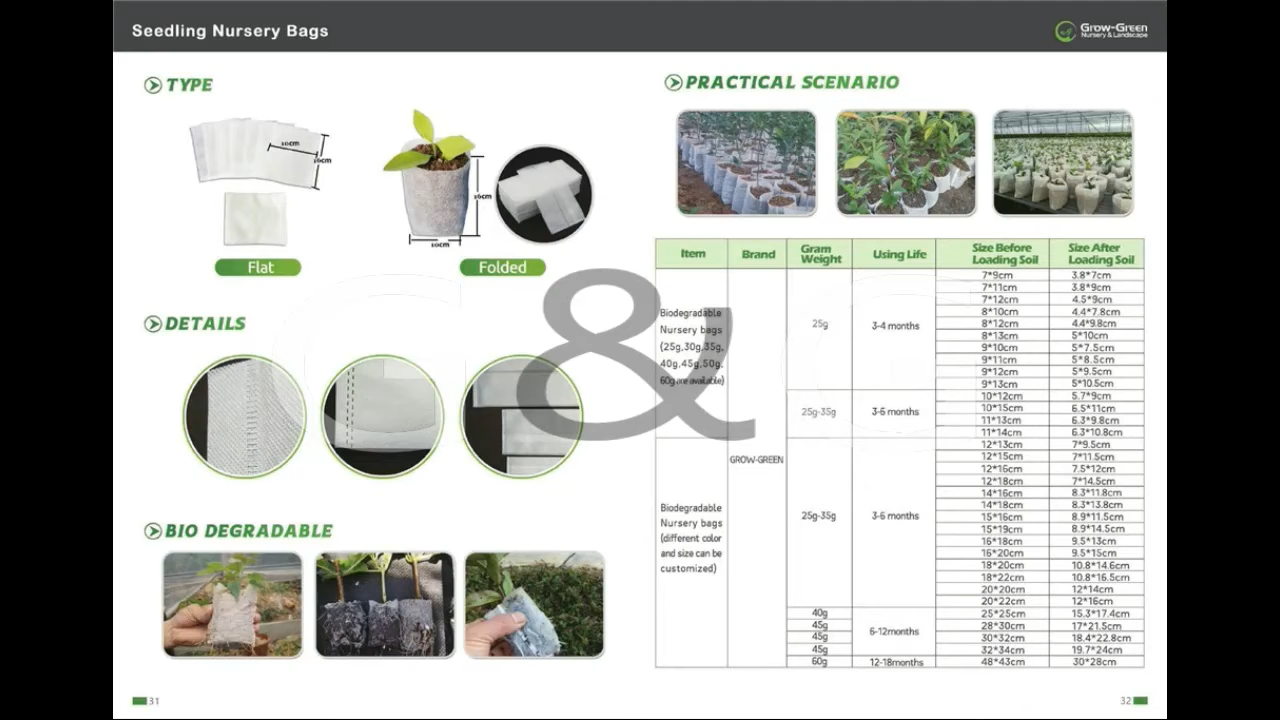 Seedling Nursery Bags
Grow-Green
Nursery & Landscape
TYPE
10cm
16cm
16cm
10cm
Flat
Folded
DETAILS
BIO DEGRADABLE
31
PRACTICAL SCENARIO
Item Brand Gram Weight Using Life Size Before Loading Soil Size After Loading Soil
Biodegradable
Nursery bags
(25g,30g,35g,
40g,45g,50g,
60g are available)
Biodegradable
Nursery bags
(different color
and size can be
customized)
GROW-GREEN
25g 3-4 months
7*9cm 3.8*7cm
7*11cm 3.8*9cm
7*12cm 4.5*9cm
8*10cm 4.4*7.8cm
8*12cm 4.4*9.8cm
8*13cm 5*10cm
9*10cm 5*7.5cm
9*11cm 5*8.5cm
9*12cm 5*9.5cm
9*13cm 5*10.5cm
25g-35g 3-6 months
10*12cm 5.7*9cm
10*15cm 6.5*11cm
11*13cm 6.3*9.8cm
11*14cm 6.3*10.8cm
25g-35g 3-6 months
12*13cm 7*9.5cm
12*15cm 7*11.5cm
12*16cm 7.5*12cm
12*18cm 7*14.5cm
14*16cm 8.3*11.8cm
14*18cm 8.3*13.8cm
15*16cm 8.9*11.5cm
15*19cm 8.9*14.5cm
16*18cm 9.5*13cm
16*20cm 9.5*15cm
18*20cm 10.8*14.6cm
18*22cm 10.8*16.5cm
20*20cm 12*14cm
20*22cm 12*16cm
6-12months
40g 25*25cm 15.3*17.4cm
45g 28*30cm 17*21.5cm
45g 30*32cm 18.4*22.8cm
45g 32*34cm 19.7*24cm
60g 12-18months 48*43cm 30*28cm
32
G & G